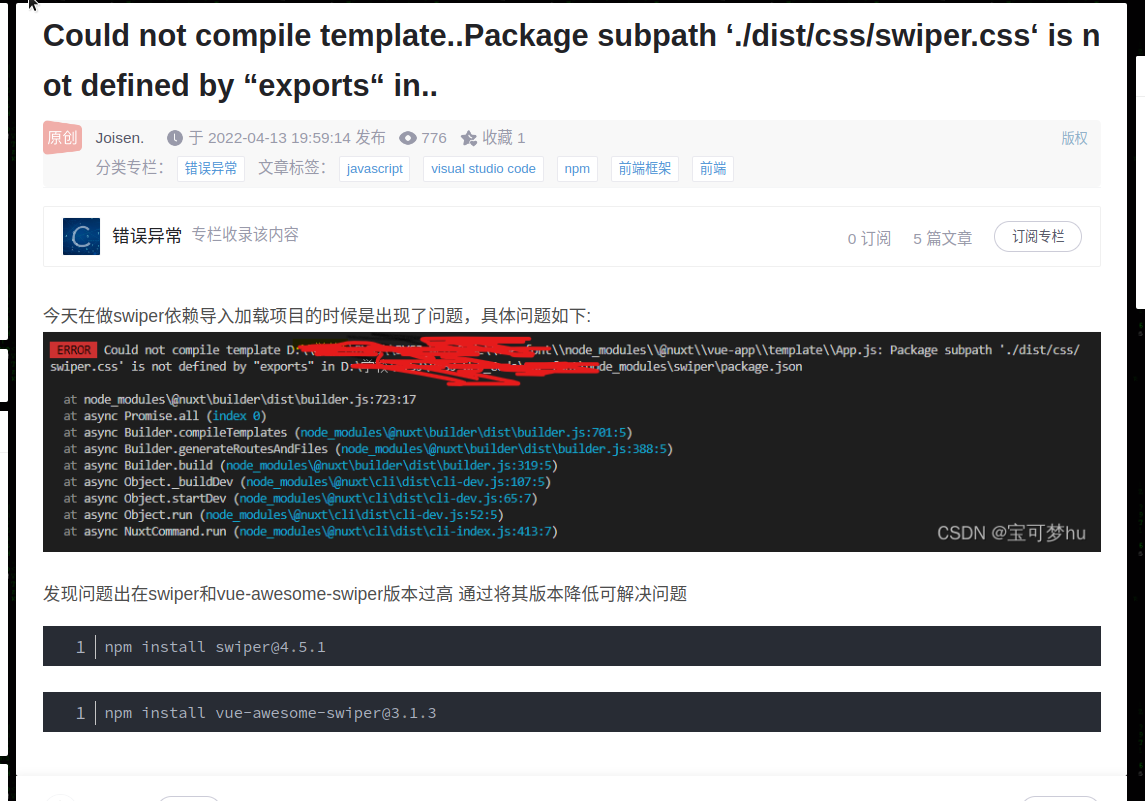 Could not compile template..Package subpath ‘./dist/css/swiper.css‘ is n
ot defined by “exports“ in..
原创 Joisen. 于 2022-04-13 19:59:14 发布 776 收藏 1 版权
分类专栏： 错误异常 文章标签： javascript visual studio code npm 前端框架 前端
C 错误异常 专栏收录该内容 0 订阅 5 篇文章 订阅专栏
今天在做swiper依赖导入加载项目的时候是出现了问题，具体问题如下:
ERROR Could not compile template D:\\ \\node_modules\\@nuxt\\vue-app\\template\\App.js: Package subpath './dist/css/
swiper.css' is not defined by "exports" in D:\ node_modules\swiper\package.json
at node_modules\@nuxt\builder\dist\builder.js:723:17
at async Promise.all (index 0)
at async Builder.compileTemplates (node_modules\@nuxt\builder\dist\builder.js:701:5)
at async Builder.generateRoutesAndFiles (node_modules\@nuxt\builder\dist\builder.js:388:5)
at async Builder.build (node_modules\@nuxt\builder\dist\builder.js:319:5)
at async Object._buildDev (node_modules\@nuxt\cli\dist\cli-dev.js:107:5)
at async Object.startDev (node_modules\@nuxt\cli\dist\cli-dev.js:65:7)
at async Object.run (node_modules\@nuxt\cli\dist\cli-dev.js:52:5)
at async NuxtCommand.run (node_modules\@nuxt\cli\dist\cli-index.js:413:7)
CSDN @宝可梦hu
发现问题出在swiper和vue-awesome-swiper版本过高 通过将其版本降低可解决问题
1 npm install swiper@4.5.1
1 npm install vue-awesome-swiper@3.1.3